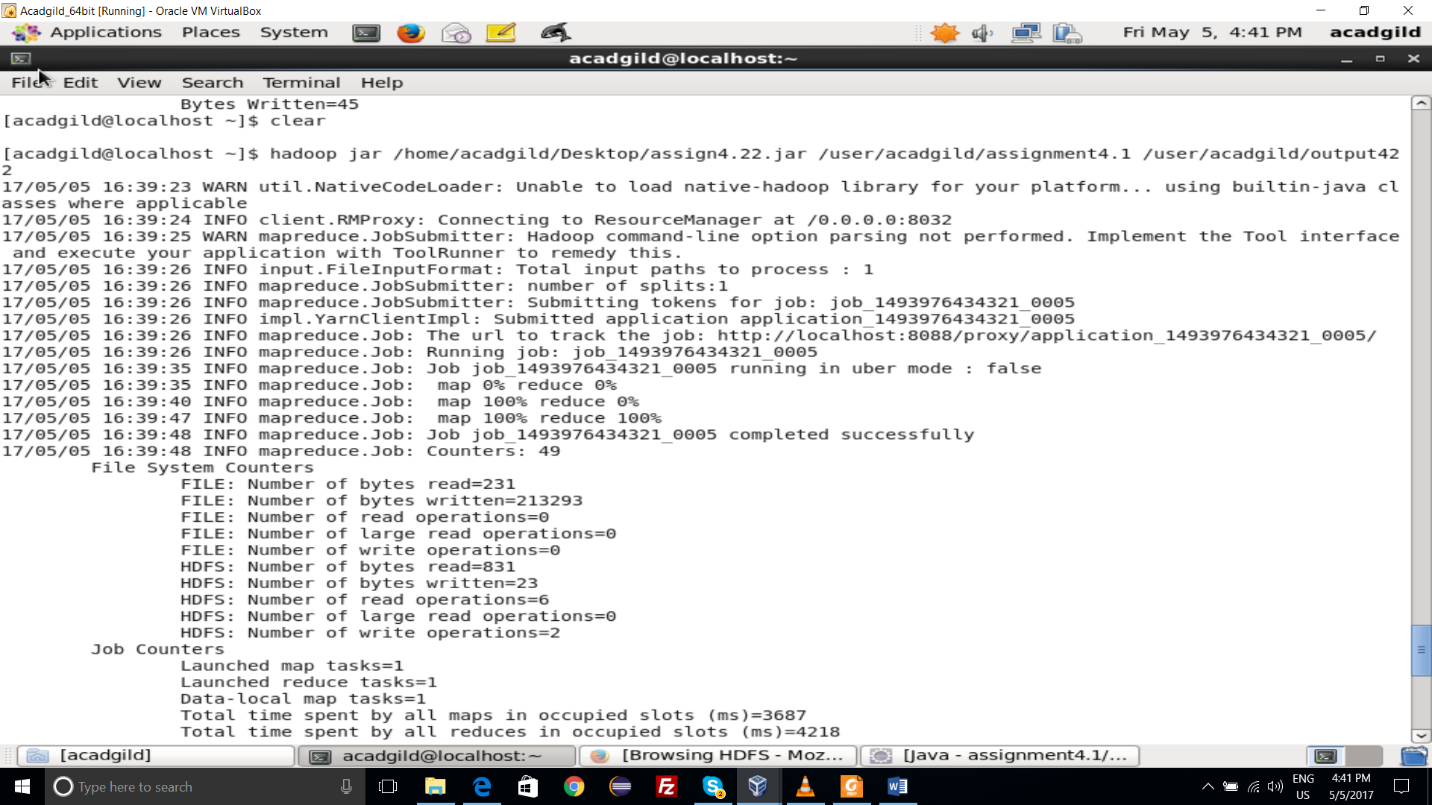 Acadgild_64bit [Running] - Oracle VM VirtualBox
Applications Places System Fri May 5, 4:41 PM acadgild
acadgild@localhost:~
File Edit View Search Terminal Help
Bytes Written=45
[acadgild@localhost ~]$ clear
[acadgild@localhost ~]$ hadoop jar /home/acadgild/Desktop/assign4.22.jar /user/acadgild/assignment4.1 /user/acadgild/output42
2
17/05/05 16:39:23 WARN util.NativeCodeLoader: Unable to load native-hadoop library for your platform... using builtin-java cl
asses where applicable
17/05/05 16:39:24 INFO client.RMProxy: Connecting to ResourceManager at /0.0.0.0:8032
17/05/05 16:39:25 WARN mapreduce.JobSubmitter: Hadoop command-line option parsing not performed. Implement the Tool interface
and execute your application with ToolRunner to remedy this.
17/05/05 16:39:26 INFO input.FileInputFormat: Total input paths to process : 1
17/05/05 16:39:26 INFO mapreduce.JobSubmitter: number of splits:1
17/05/05 16:39:26 INFO mapreduce.JobSubmitter: Submitting tokens for job: job_1493976434321_0005
17/05/05 16:39:26 INFO impl.YarnClientImpl: Submitted application application_1493976434321_0005
17/05/05 16:39:26 INFO mapreduce.Job: The url to track the job: http://localhost:8088/proxy/application_1493976434321_0005/
17/05/05 16:39:26 INFO mapreduce.Job: Running job: job_1493976434321_0005
17/05/05 16:39:35 INFO mapreduce.Job: Job job_1493976434321_0005 running in uber mode : false
17/05/05 16:39:35 INFO mapreduce.Job:  map 0% reduce 0%
17/05/05 16:39:40 INFO mapreduce.Job:  map 100% reduce 0%
17/05/05 16:39:47 INFO mapreduce.Job:  map 100% reduce 100%
17/05/05 16:39:48 INFO mapreduce.Job: Job job_1493976434321_0005 completed successfully
17/05/05 16:39:48 INFO mapreduce.Job: Counters: 49
File System Counters
FILE: Number of bytes read=231
FILE: Number of bytes written=213293
FILE: Number of read operations=0
FILE: Number of large read operations=0
FILE: Number of write operations=0
HDFS: Number of bytes read=831
HDFS: Number of bytes written=23
HDFS: Number of read operations=6
HDFS: Number of large read operations=0
HDFS: Number of write operations=2
Job Counters
Launched map tasks=1
Launched reduce tasks=1
Data-local map tasks=1
Total time spent by all maps in occupied slots (ms)=3687
Total time spent by all reduces in occupied slots (ms)=4218
[acadgild] acadgild@localhost:~ [Browsing HDFS - Moz... [Java - assignment4.1/...
Type here to search ENG 4:41 PM
US 5/5/2017